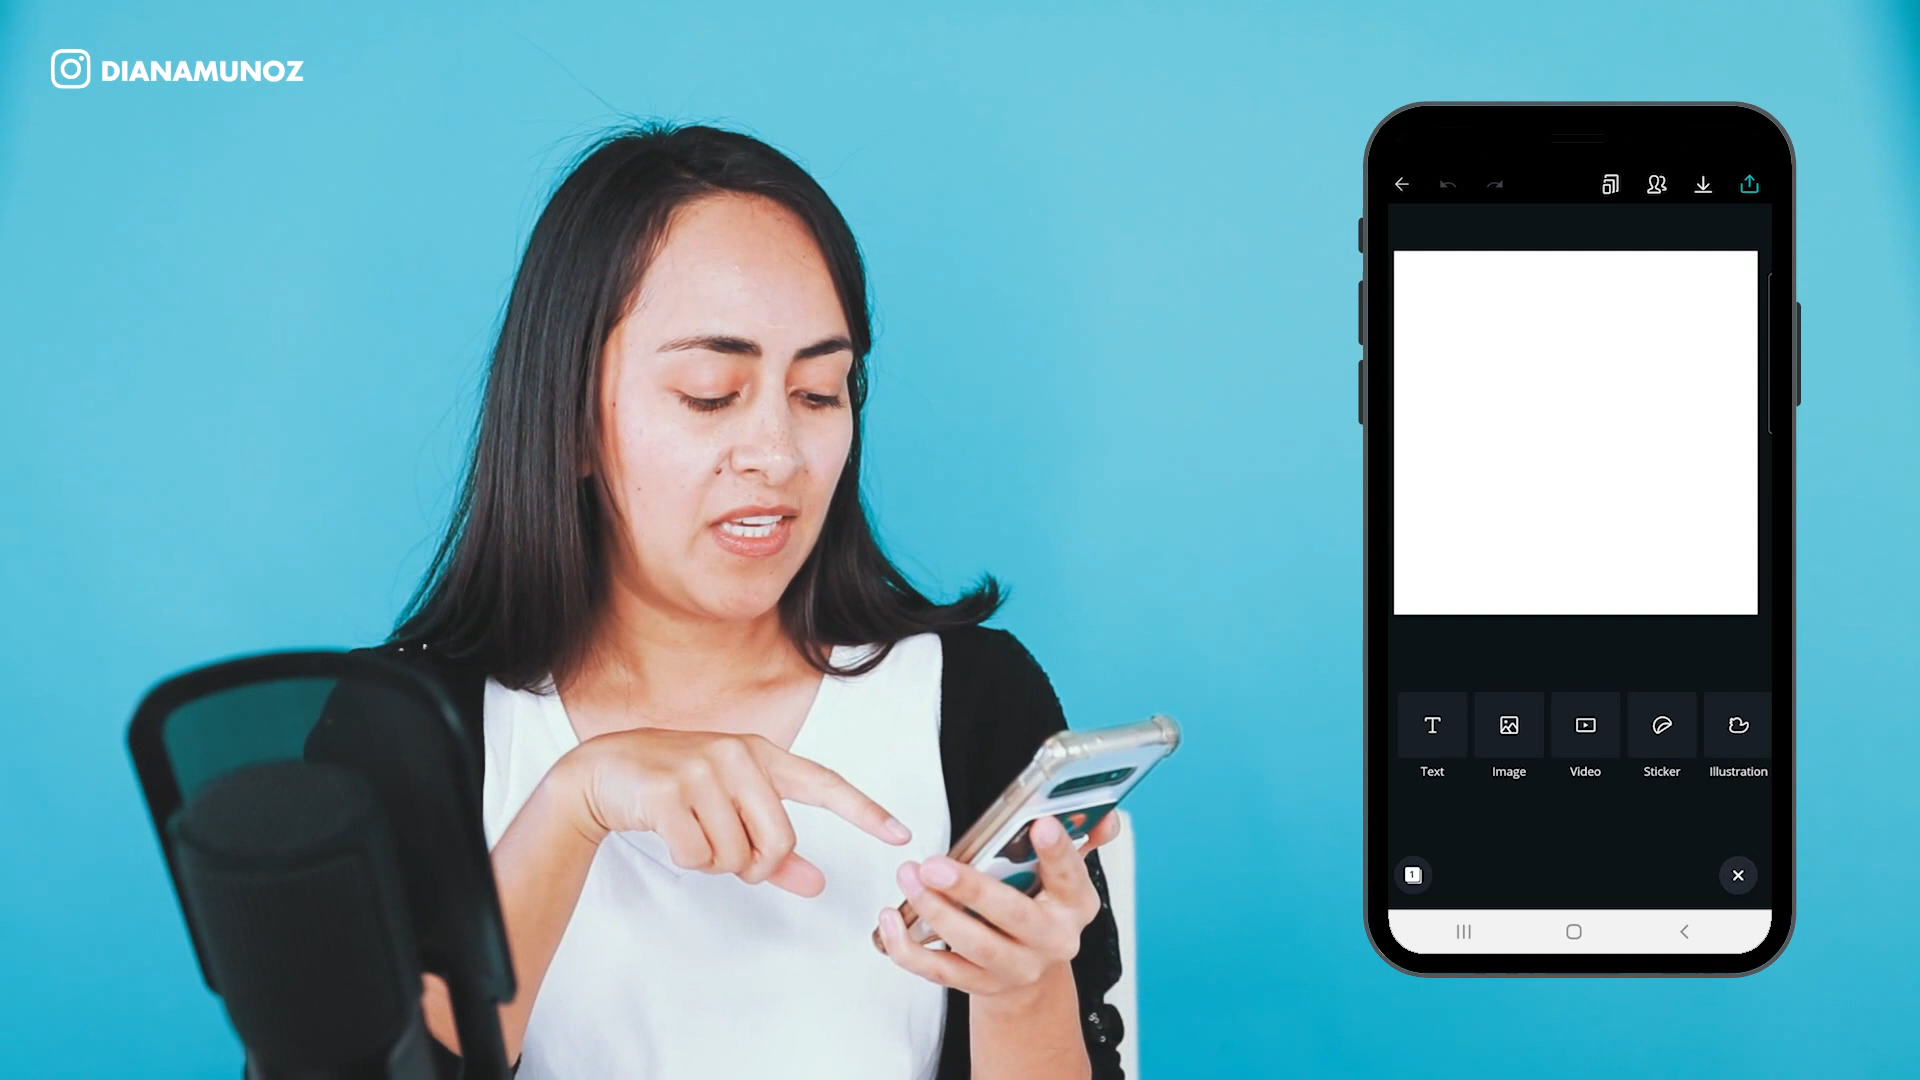 DIANAMUNOZ
Text
Image
Video
Sticker
Illustration
1